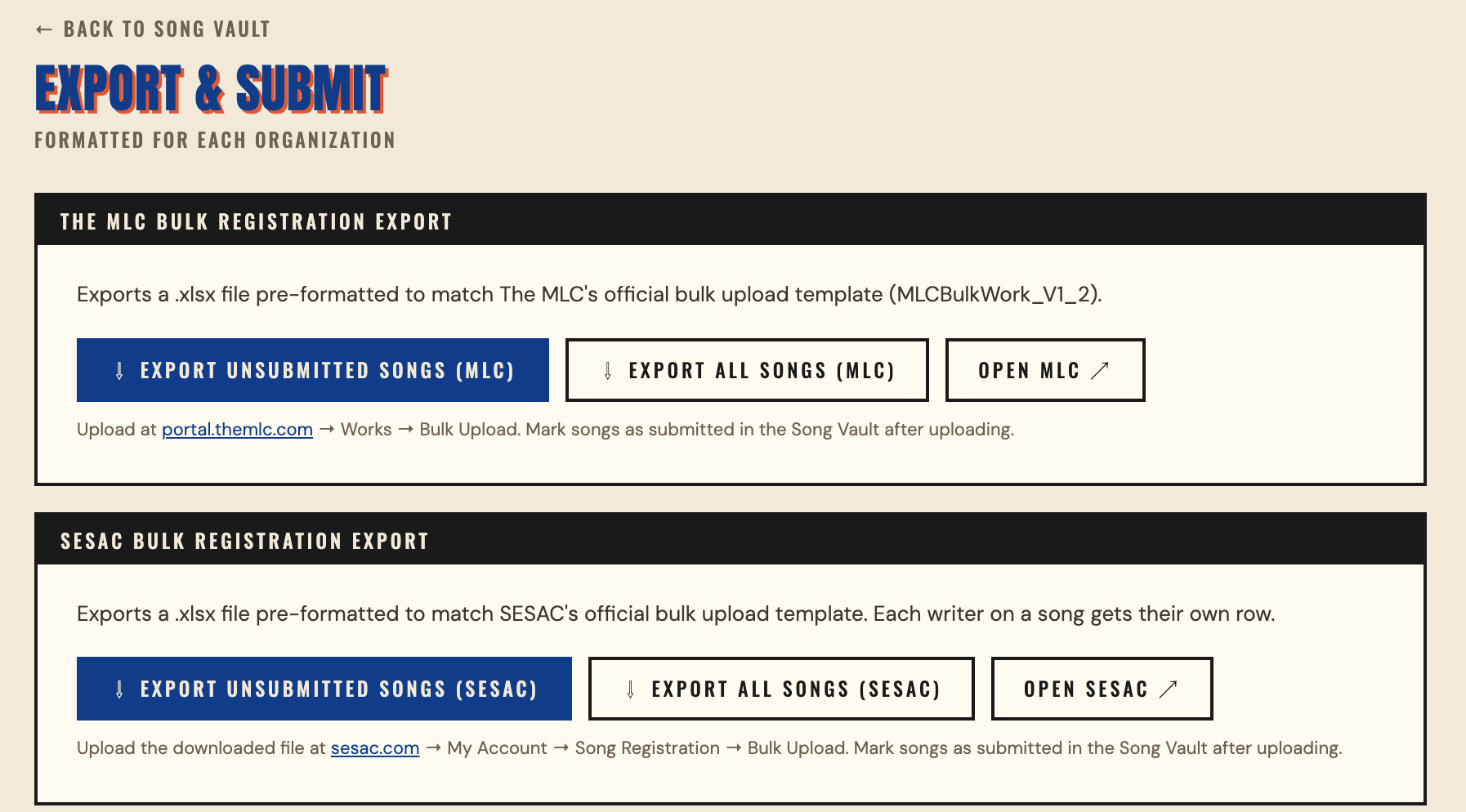 ← BACK TO SONG VAULT
EXPORT & SUBMIT
FORMATTED FOR EACH ORGANIZATION
THE MLC BULK REGISTRATION EXPORT
Exports a .xlsx file pre-formatted to match The MLC's official bulk upload template (MLCBulkWork_V1_2).
⇩ EXPORT UNSUBMITTED SONGS (MLC)
⇩ EXPORT ALL SONGS (MLC)
OPEN MLC ↗
Upload at portal.themlc.com → Works → Bulk Upload. Mark songs as submitted in the Song Vault after uploading.
SESAC BULK REGISTRATION EXPORT
Exports a .xlsx file pre-formatted to match SESAC's official bulk upload template. Each writer on a song gets their own row.
⇩ EXPORT UNSUBMITTED SONGS (SESAC)
⇩ EXPORT ALL SONGS (SESAC)
OPEN SESAC ↗
Upload the downloaded file at sesac.com → My Account → Song Registration → Bulk Upload. Mark songs as submitted in the Song Vault after uploading.